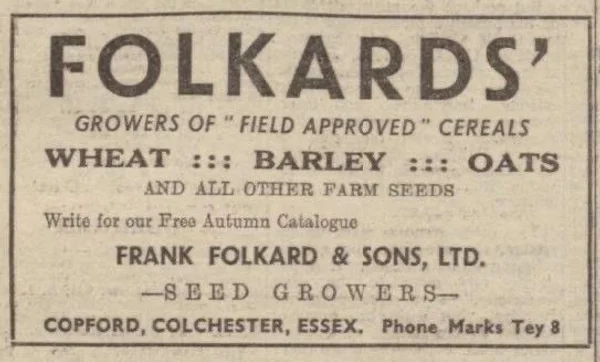 FOLKARDS'
GROWERS OF "FIELD APPROVED" CEREALS
WHEAT ::: BARLEY ::: OATS
AND ALL OTHER FARM SEEDS
Write for our Free Autumn Catalogue
FRANK FOLKARD & SONS, LTD.
—SEED GROWERS—
COPFORD, COLCHESTER, ESSEX. Phone Marks Tey 8